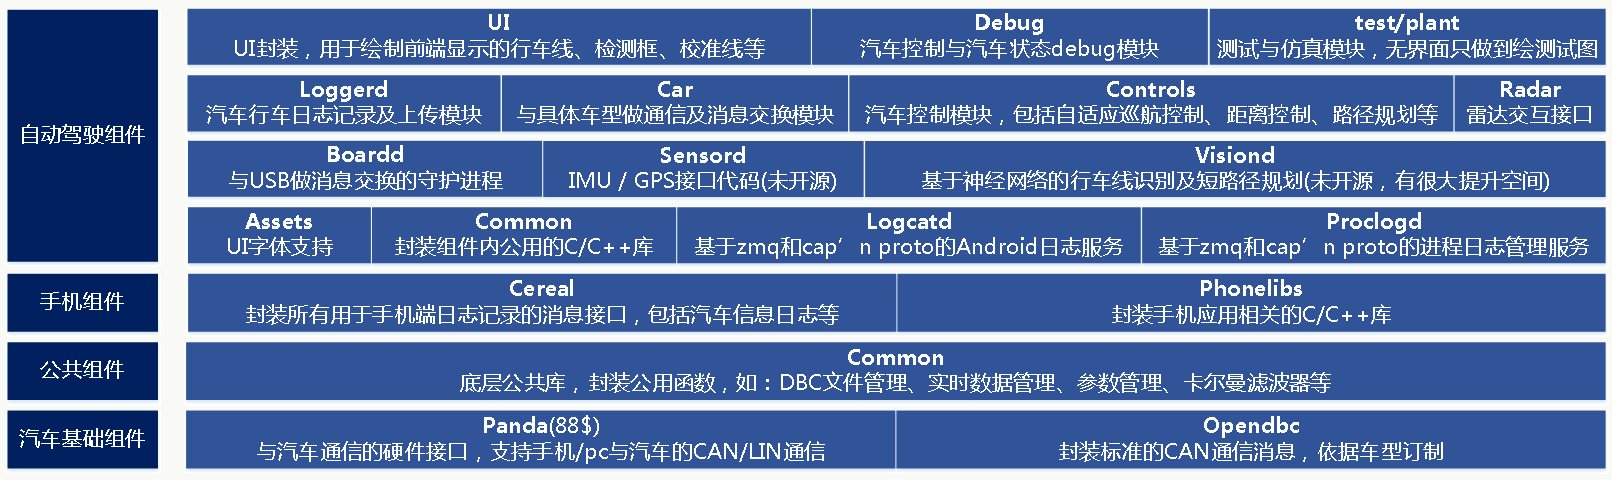 自动驾驶组件
UI
UI封装，用于绘制前端显示的行车线、检测框、校准线等
Debug
汽车控制与汽车状态debug模块
test/plant
测试与仿真模块，无界面只做到绘测试图
Loggerd
汽车行车日志记录及上传模块
Car
与具体车型做通信及消息交换模块
Controls
汽车控制模块，包括自适应巡航控制、距离控制、路径规划等
Radar
雷达交互接口
Boardd
与USB做消息交换的守护进程
Sensord
IMU / GPS接口代码(未开源)
Visiond
基于神经网络的行车线识别及短路径规划(未开源，有很大提升空间)
Assets
UI字体支持
Common
封装组件内公用的C/C++库
Logcatd
基于zmq和cap’n proto的Android日志服务
Proclogd
基于zmq和cap’n proto的进程日志管理服务
手机组件
Cereal
封装所有用于手机端日志记录的消息接口，包括汽车信息日志等
Phonelibs
封装手机应用相关的C/C++库
公共组件
Common
底层公共库，封装公用函数，如：DBC文件管理、实时数据管理、参数管理、卡尔曼滤波器等
汽车基础组件
Panda(88$)
与汽车通信的硬件接口，支持手机/pc与汽车的CAN/LIN通信
Opendbc
封装标准的CAN通信消息，依据车型订制